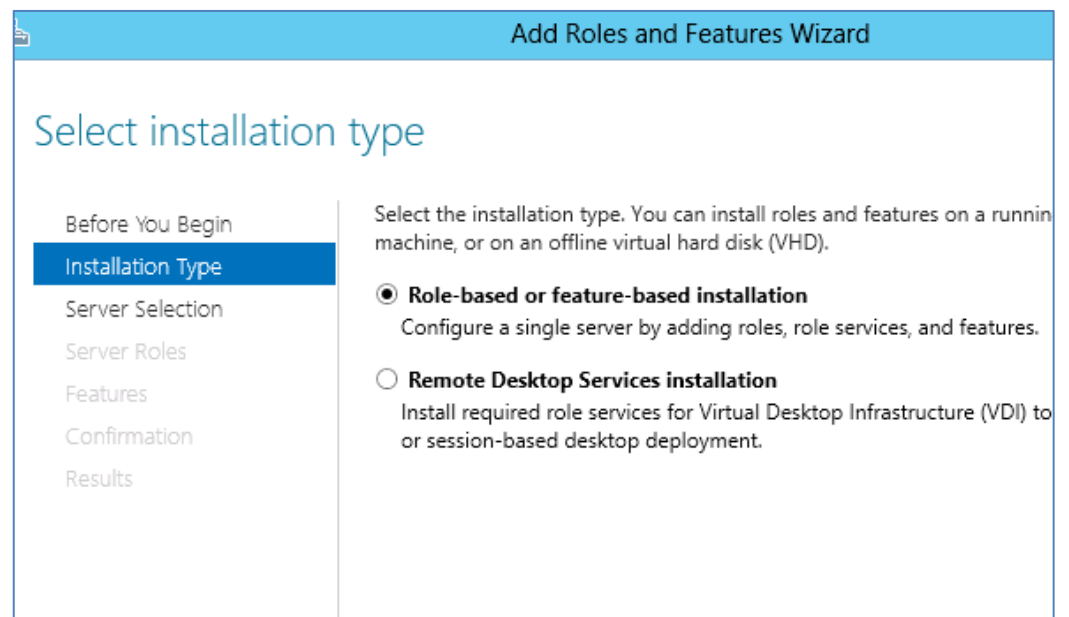 Add Roles and Features Wizard
Select installation type
Before You Begin
Installation Type
Server Selection
Server Roles
Features
Confirmation
Results
Select the installation type. You can install roles and features on a runnin
machine, or on an offline virtual hard disk (VHD).
Role-based or feature-based installation
Configure a single server by adding roles, role services, and features.
Remote Desktop Services installation
Install required role services for Virtual Desktop Infrastructure (VDI) to
or session-based desktop deployment.